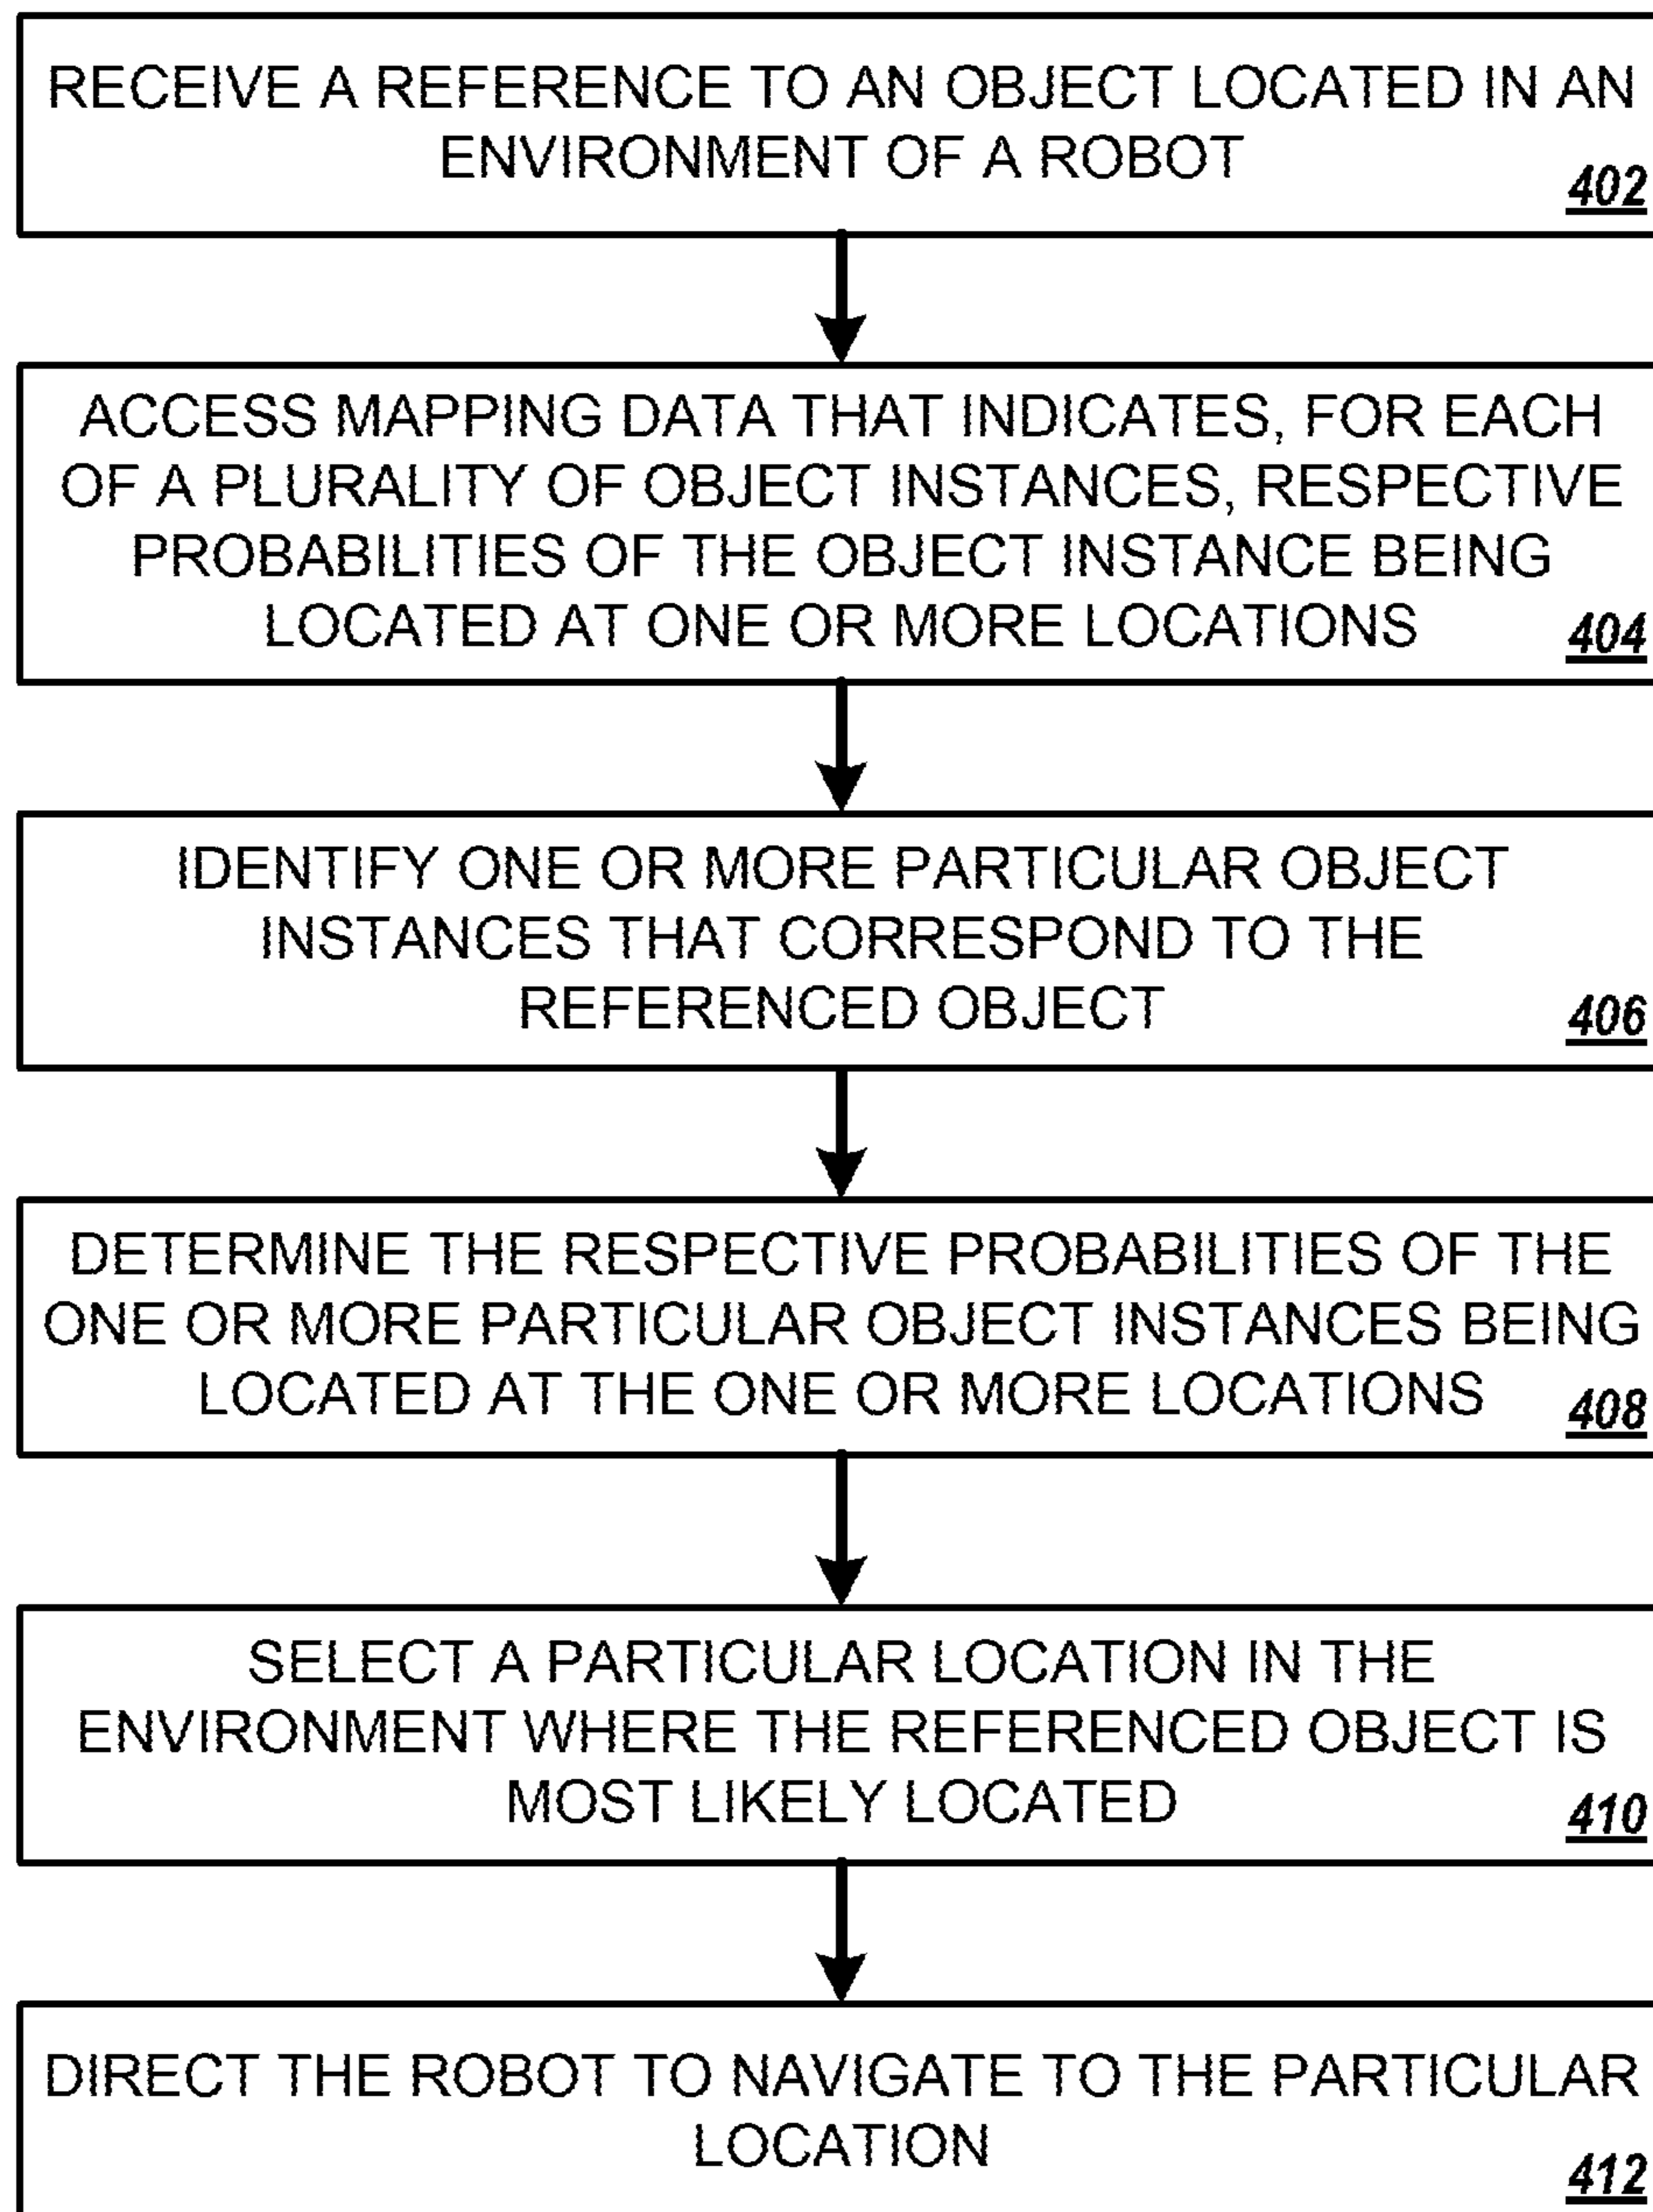 RECEIVE A REFERENCE TO AN OBJECT LOCATED IN AN
ENVIRONMENT OF A ROBOT
402
ACCESS MAPPING DATA THAT INDICATES, FOR EACH
OF A PLURALITY OF OBJECT INSTANCES, RESPECTIVE
PROBABILITIES OF THE OBJECT INSTANCE BEING
LOCATED AT ONE OR MORE LOCATIONS
404
IDENTIFY ONE OR MORE PARTICULAR OBJECT
INSTANCES THAT CORRESPOND TO THE
REFERENCED OBJECT
406
DETERMINE THE RESPECTIVE PROBABILITIES OF THE
ONE OR MORE PARTICULAR OBJECT INSTANCES BEING
LOCATED AT THE ONE OR MORE LOCATIONS
408
SELECT A PARTICULAR LOCATION IN THE
ENVIRONMENT WHERE THE REFERENCED OBJECT IS
MOST LIKELY LOCATED
410
DIRECT THE ROBOT TO NAVIGATE TO THE PARTICULAR
LOCATION
412